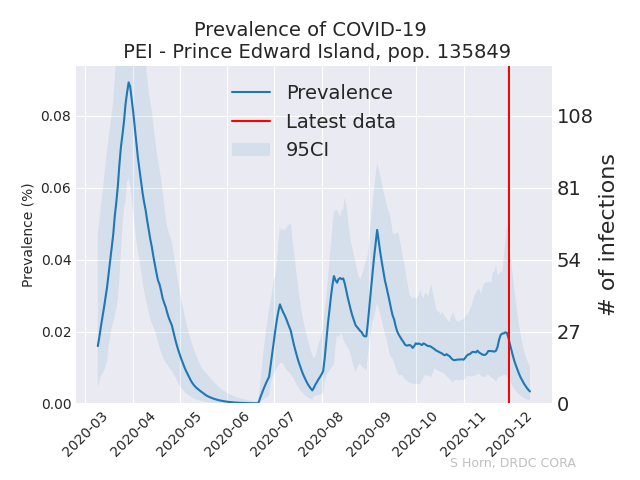 Prevalence of COVID-19
PEI - Prince Edward Island, pop. 135849
Prevalence
Latest data
95CI
Prevalence (%)
0.08
0.06
0.04
0.02
0.00
108
81
54
27
0
# of infections
2020-03
2020-04
2020-05
2020-06
2020-07
2020-08
2020-09
2020-10
2020-11
2020-12
S Horn, DRDC CORA